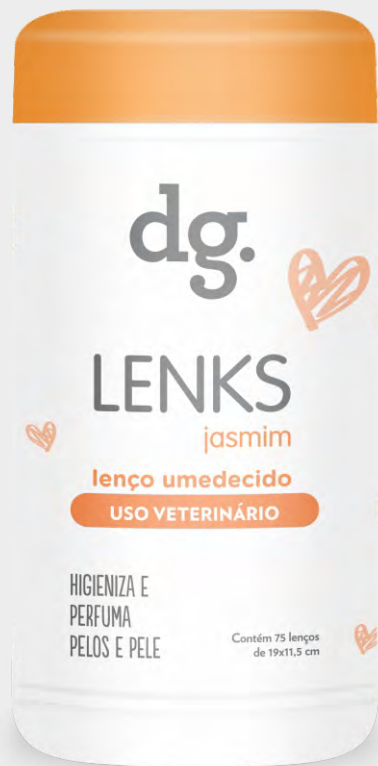 dg.
LENKS
jasmim
lenço umedecido
USO VETERINÁRIO
HIGIENIZA E
PERFUMA
PELOS E PELE
Contém 75 lenços
de 19x11,5 cm